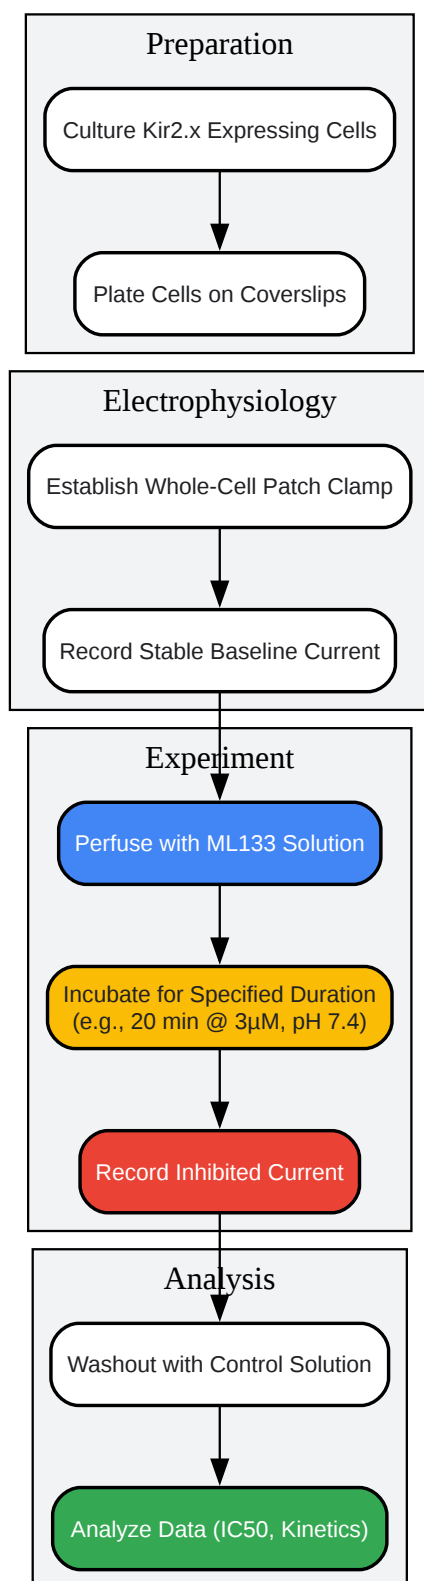 Preparation
Culture Kir2.x Expressing Cells
Plate Cells on Coverslips
Electrophysiology
Establish Whole-Cell Patch Clamp
Record Stable Baseline Current
Experiment
Perfuse with ML133 Solution
Incubate for Specified Duration
(e.g., 20 min @ 3µM, pH 7.4)
Record Inhibited Current
Analysis
Washout with Control Solution
Analyze Data (IC50, Kinetics)